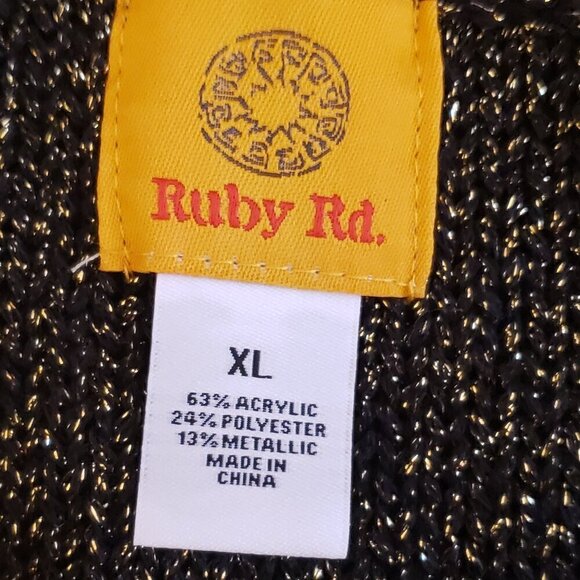 Ruby Rd.
XL
63% ACRYLIC
24% POLYESTER
13% METALLIC
MADE IN
CHINA